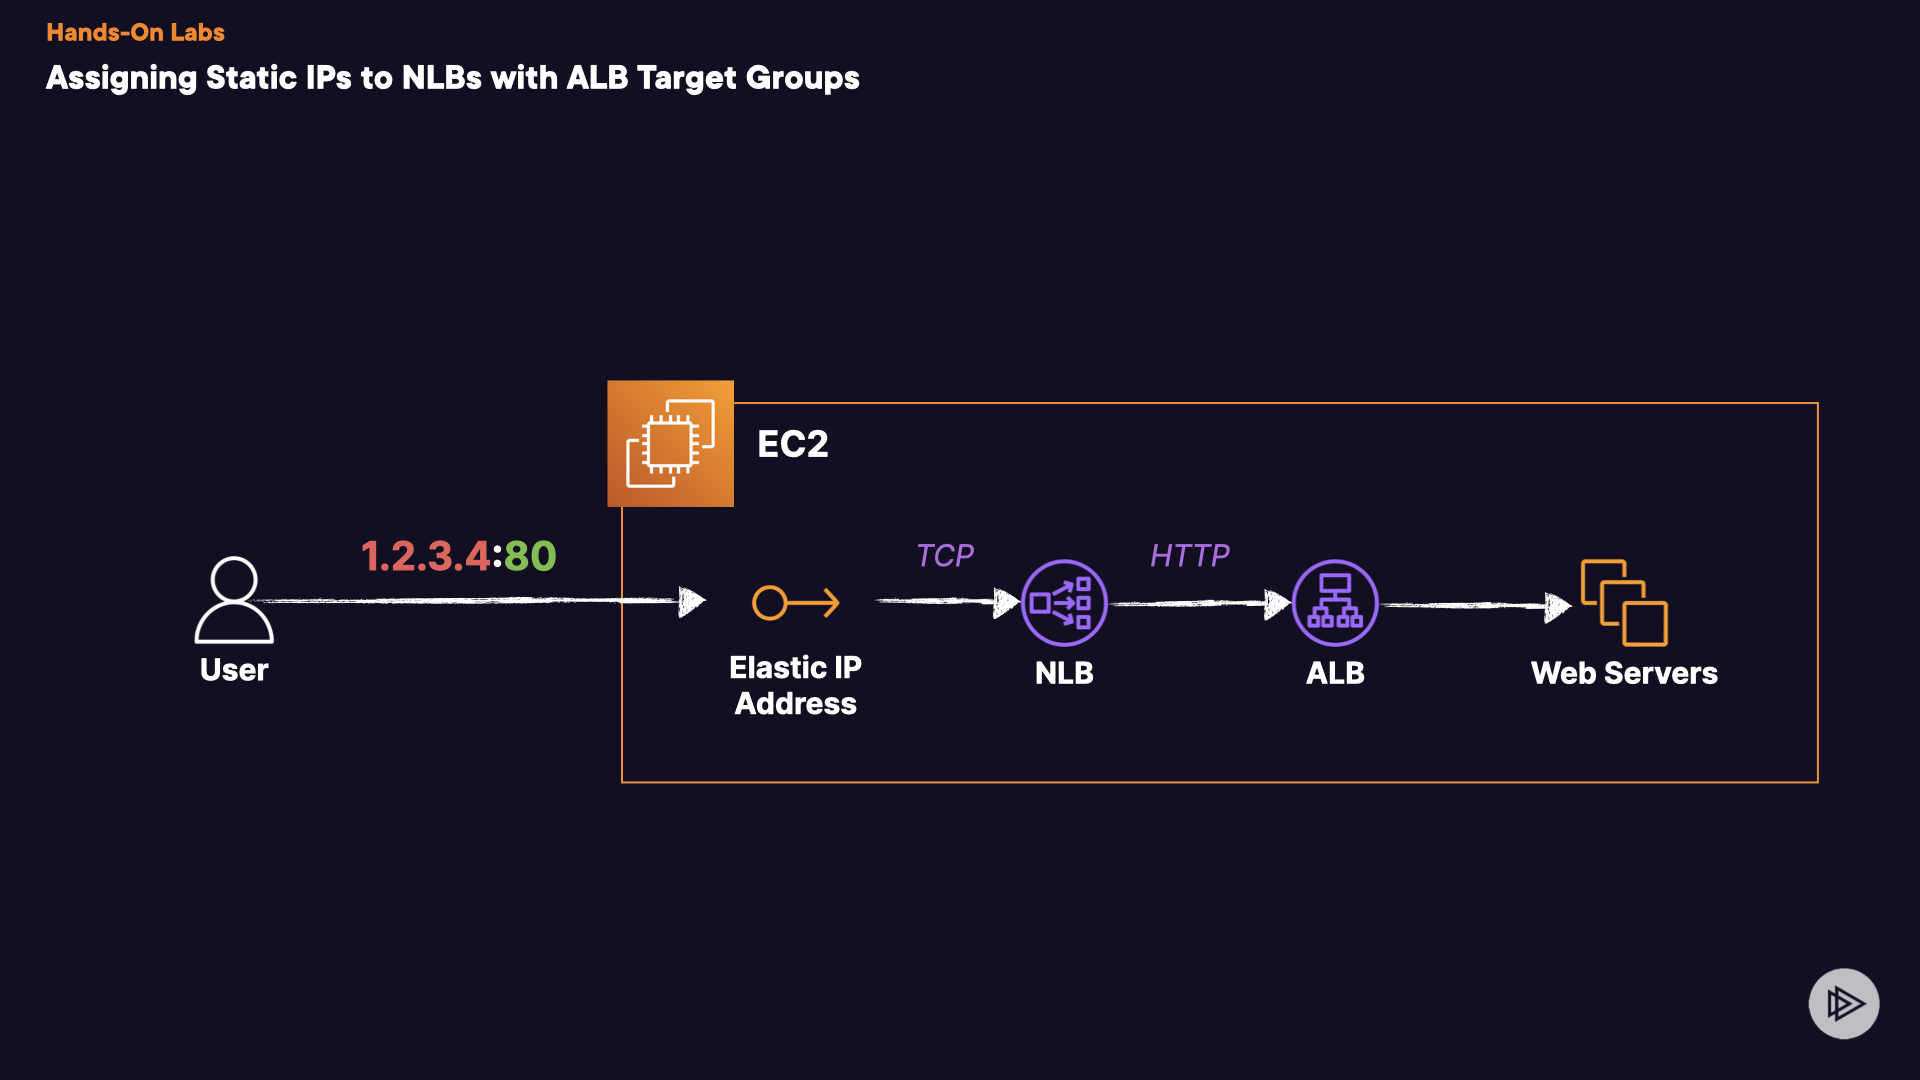 Hands-On Labs
Assigning Static IPs to NLBs with ALB Target Groups
EC2
1.2.3.4:80
TCP
HTTP
User
Elastic IP
Address
NLB
ALB
Web Servers